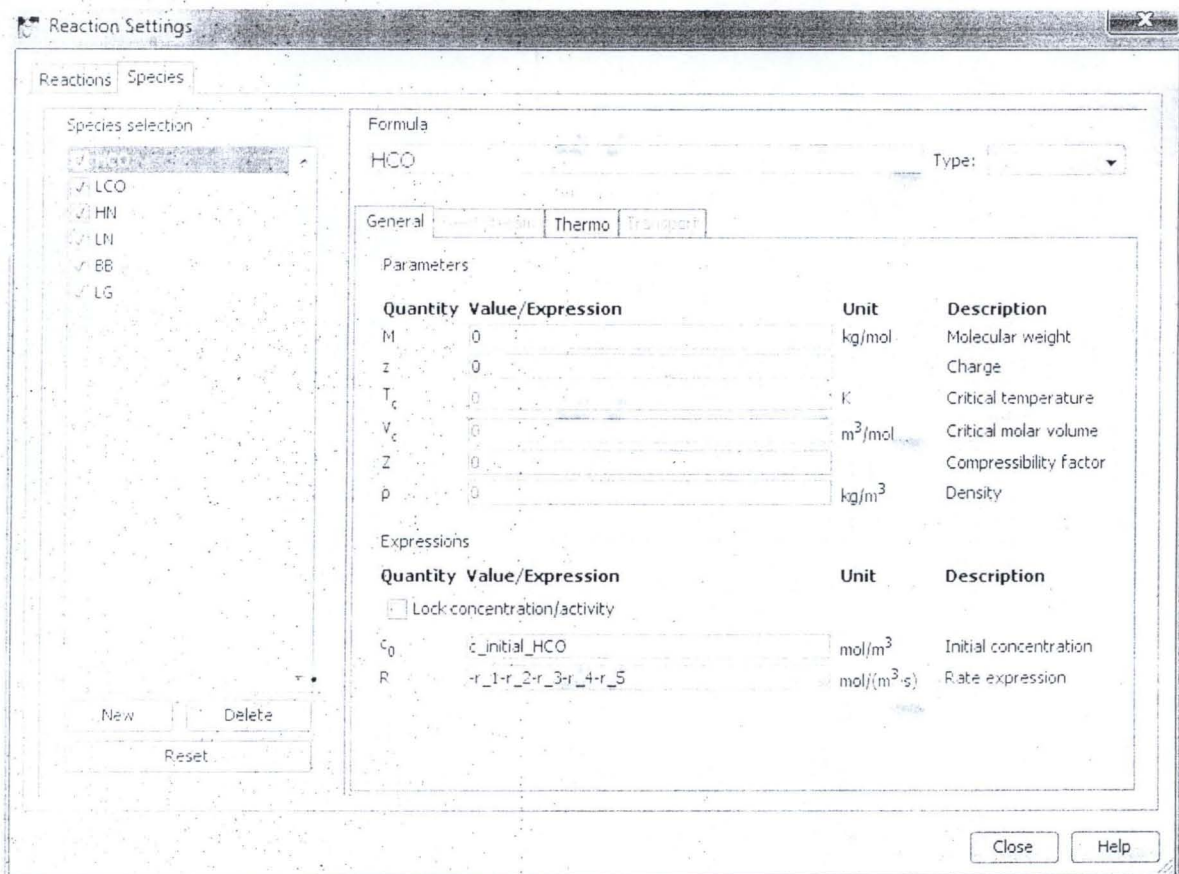 Reaction Settings
Reactions Species
Species selection
HCO
LCO
HN
LN
BB
LG
New Delete
Reset
Formula
HCO Type:
General Thermo Transport
Parameters
Quantity Value/Expression Unit Description
M 0 kg/mol Molecular weight
z 0 Charge
T_c 0 K Critical temperature
V_c 0 m³/mol Critical molar volume
Z 0 Compressibility factor
ρ 0 kg/m³ Density
Expressions
Quantity Value/Expression Unit Description
Lock concentration/activity
c₀ c_initial_HCO mol/m³ Initial concentration
R -r_1-r_2-r_3-r_4-r_5 mol/(m³·s) Rate expression
Close Help